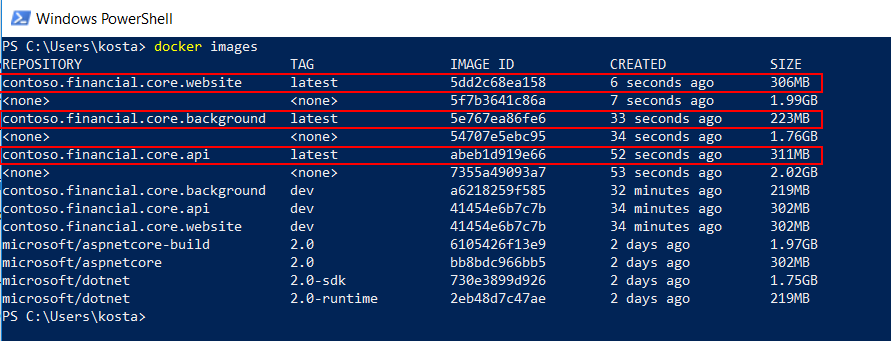 Windows PowerShell
PS C:\Users\kosta> docker images
REPOSITORY TAG IMAGE ID CREATED SIZE
contoso.financial.core.website latest 5dd2c68ea158 6 seconds ago 306MB
<none> <none> 5f7b3641c86a 7 seconds ago 1.99GB
contoso.financial.core.background latest 5e767ea86fe6 33 seconds ago 223MB
<none> <none> 54707e5ebc95 34 seconds ago 1.76GB
contoso.financial.core.api latest abeb1d919e66 52 seconds ago 311MB
<none> <none> 7355a49093a7 53 seconds ago 2.02GB
contoso.financial.core.background dev a6218259f585 32 minutes ago 219MB
contoso.financial.core.api dev 41454e6b7c7b 34 minutes ago 302MB
contoso.financial.core.website dev 41454e6b7c7b 34 minutes ago 302MB
microsoft/aspnetcore-build 2.0 6105426f13e9 2 days ago 1.97GB
microsoft/aspnetcore 2.0 bb8bdc966bb5 2 days ago 302MB
microsoft/dotnet 2.0-sdk 730e3899d926 2 days ago 1.75GB
microsoft/dotnet 2.0-runtime 2eb48d7c47ae 2 days ago 219MB
PS C:\Users\kosta>